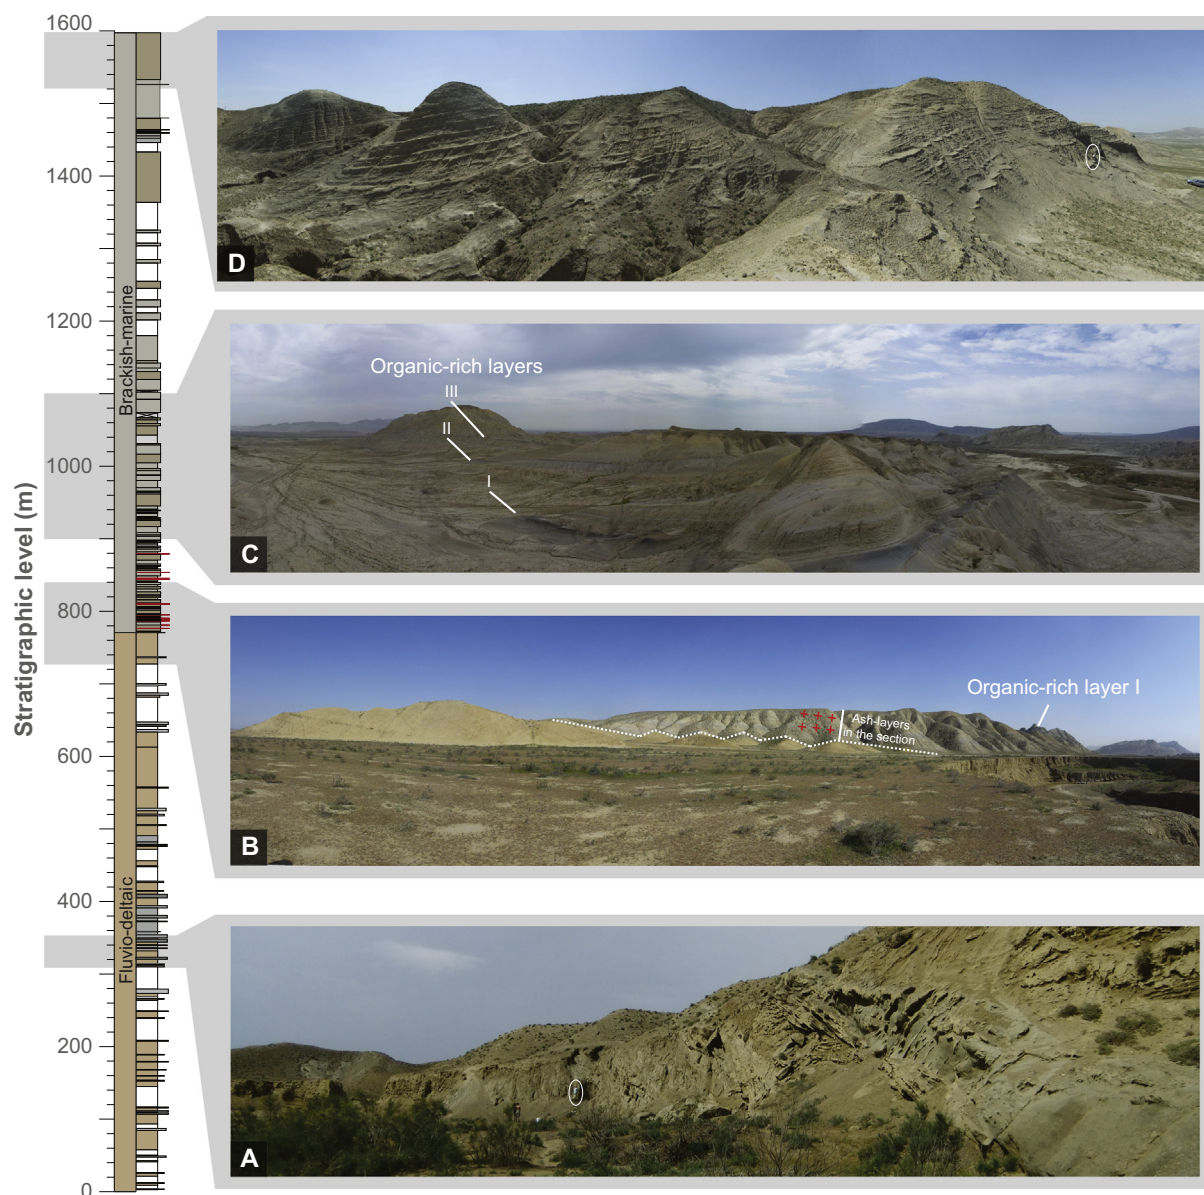 1600
1400
1200
1000
800
600
400
200
0
Stratigraphic level (m)
Brackish-marine
Fluvio-deltaic
D
Organic-rich layers
III
II
I
C
Organic-rich layer I
Ash-layers
in the section
B
A